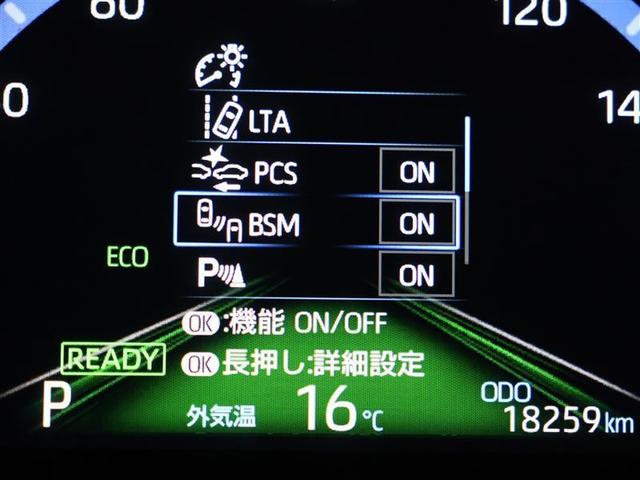 60
120
14
LTA
PCS ON
BSM ON
P ON
ECO
OK:機能 ON/OFF
READY
OK長押し:詳細設定
P
外気温 16℃
ODO
18259km